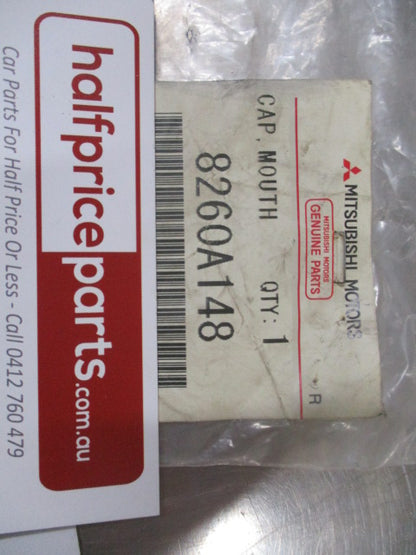 MITSUBISHI MOTORS
MITSUBISHI MOTORS
GENUINE PARTS
R
CAP, MOUTH QTY: 1
8260A148
halfpriceparts.com.au
Car Parts For Half Price Or Less - Call 0412 760 479